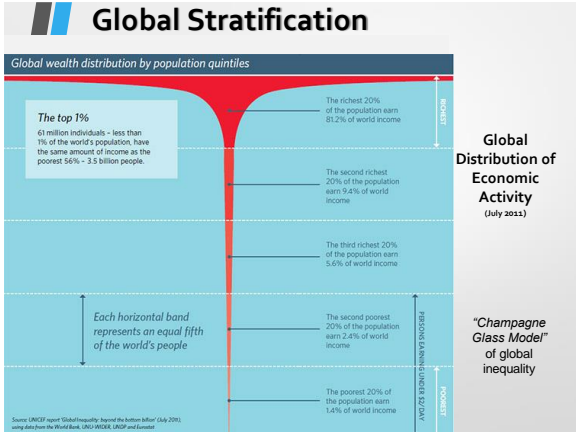 Global Stratification
Global wealth distribution by population quintiles
The top 1%
61 million individuals – less than
1% of the world's population, have
the same amount of income as the
poorest 56% – 3.5 billion people.
The richest 20%
of the population earn
81.2% of world income
RICHEST
The second richest
20% of the population
earn 9.4% of world
income
The third richest 20%
of the population earn
5.6% of world income
Each horizontal band
represents an equal fifth
of the world's people
The second poorest
20% of the population
earn 2.4% of world
income
PERSONS EARNING UNDER $2/DAY
The poorest 20% of
the population earn
1.4% of world income
POOREST
Source: UNICEF report 'Global Inequality: beyond the bottom billion' (July 2011),
using data from the World Bank, UNU-WIDER, UNDP and Eurostat
Global
Distribution of
Economic
Activity
(July 2011)
"Champagne
Glass Model"
of global
inequality